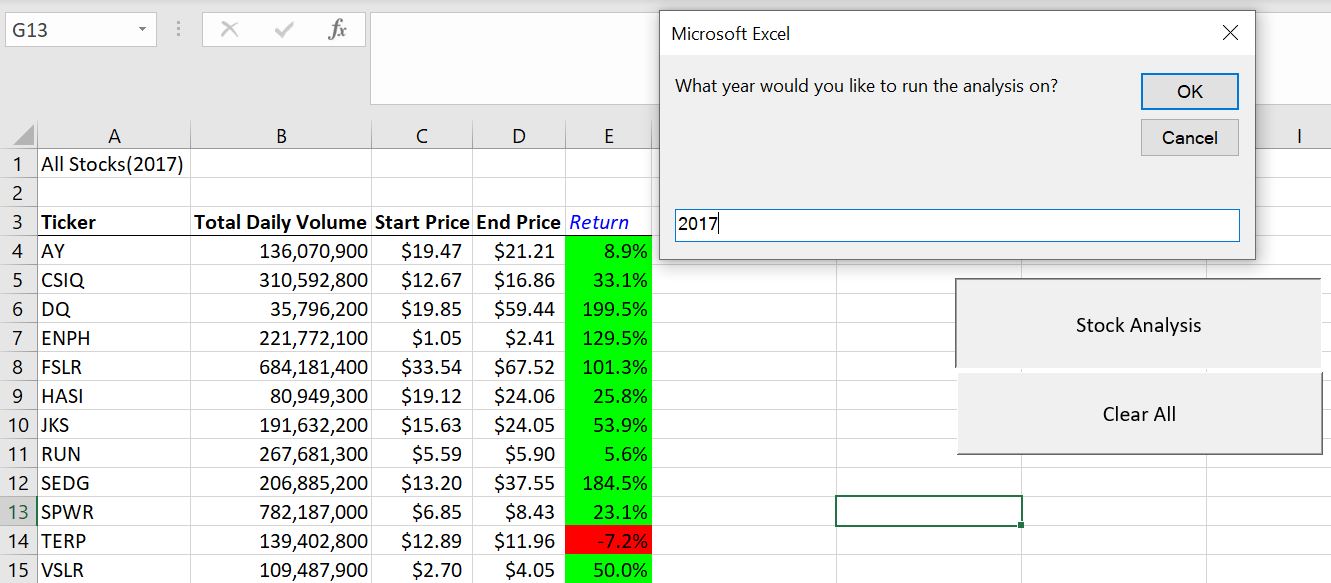 G13 fx
Microsoft Excel
What year would you like to run the analysis on?
OK
Cancel
2017
A B C D E I
1 All Stocks(2017)
2
3 Ticker Total Daily Volume Start Price End Price Return
4 AY 136,070,900 $19.47 $21.21 8.9%
5 CSIQ 310,592,800 $12.67 $16.86 33.1%
6 DQ 35,796,200 $19.85 $59.44 199.5%
7 ENPH 221,772,100 $1.05 $2.41 129.5%
8 FSLR 684,181,400 $33.54 $67.52 101.3%
9 HASI 80,949,300 $19.12 $24.06 25.8%
10 JKS 191,632,200 $15.63 $24.05 53.9%
11 RUN 267,681,300 $5.59 $5.90 5.6%
12 SEDG 206,885,200 $13.20 $37.55 184.5%
13 SPWR 782,187,000 $6.85 $8.43 23.1%
14 TERP 139,402,800 $12.89 $11.96 -7.2%
15 VSLR 109,487,900 $2.70 $4.05 50.0%
Stock Analysis
Clear All